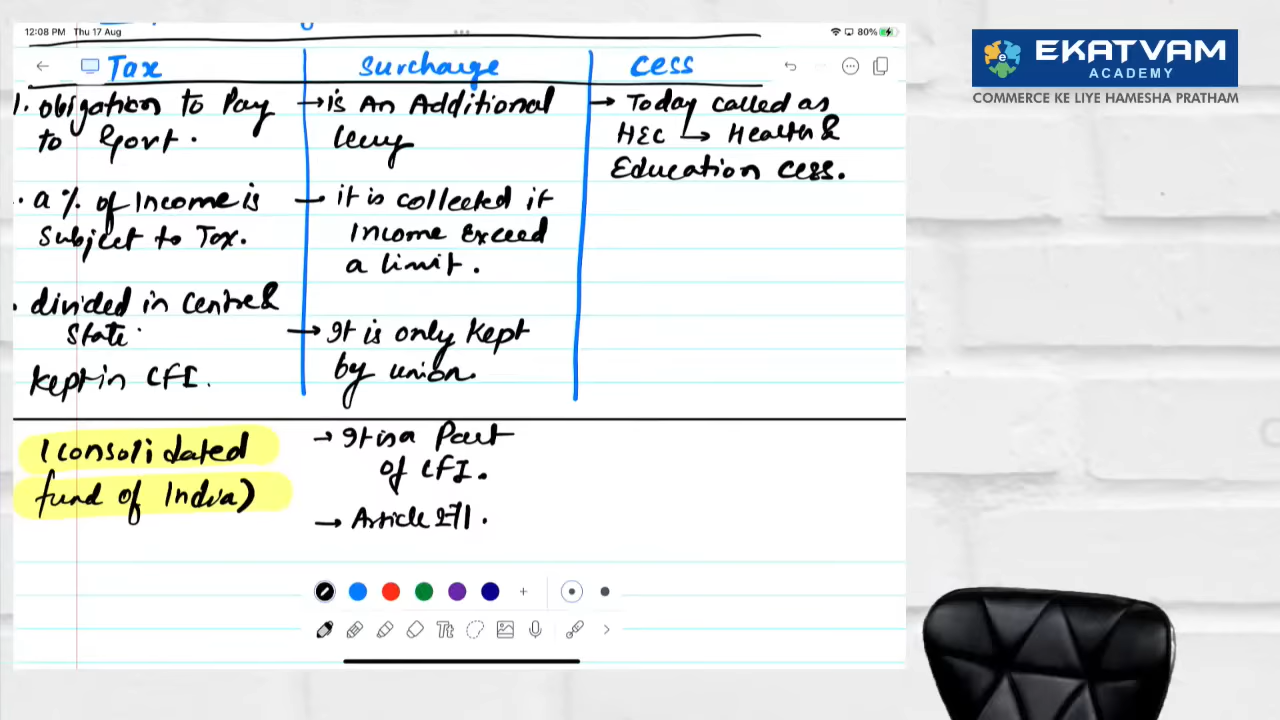 12:08 PM Thu 17 Aug
80%
EKATVAM
ACADEMY
COMMERCE KE LIYE HAMESHA PRATHAM
Tax
1. obligation to Pay
to Govt.
. a % of Income is
Subject to Tax.
. divided in Centre &
State
Kept in CFI.
(Consolidated
fund of India)
Surcharge
→ is An Additional
levy
— it is collected if
Income Exceed
a limit.
→ It is only Kept
by union.
→ It is a Part
of CFI.
→ Article 271.
Cess
→ Today called as
HEC ↳ Health &
Education cess.
Tt